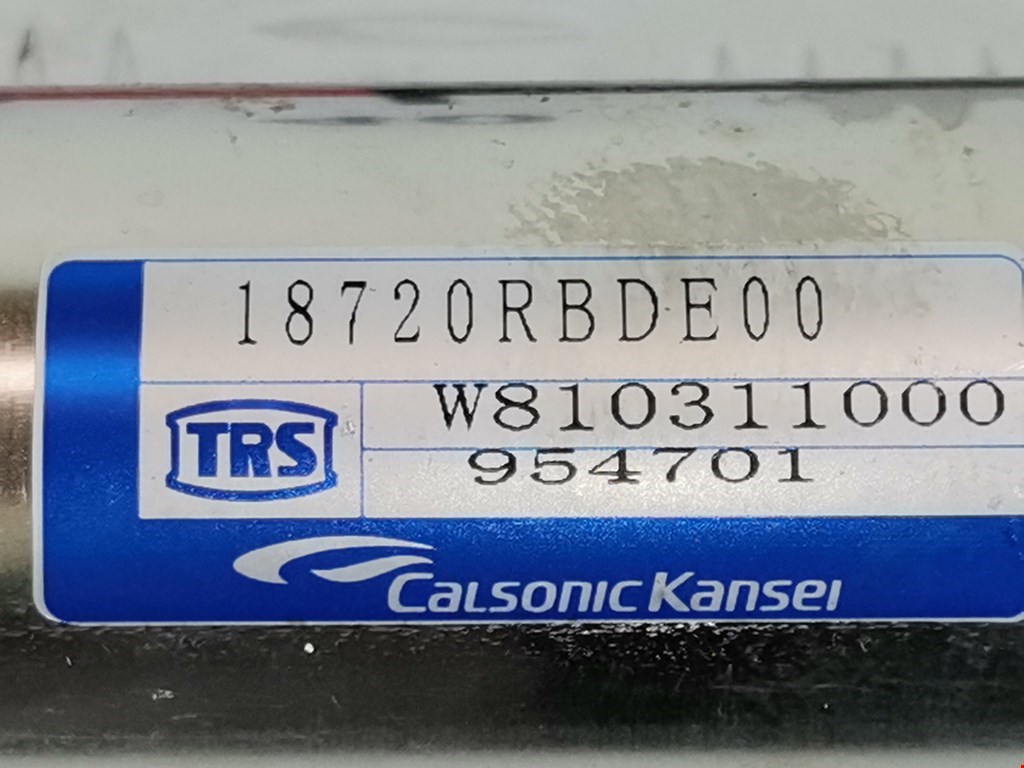 18720RBDE00
W810311000
TRS
954701
CalsonicKansei